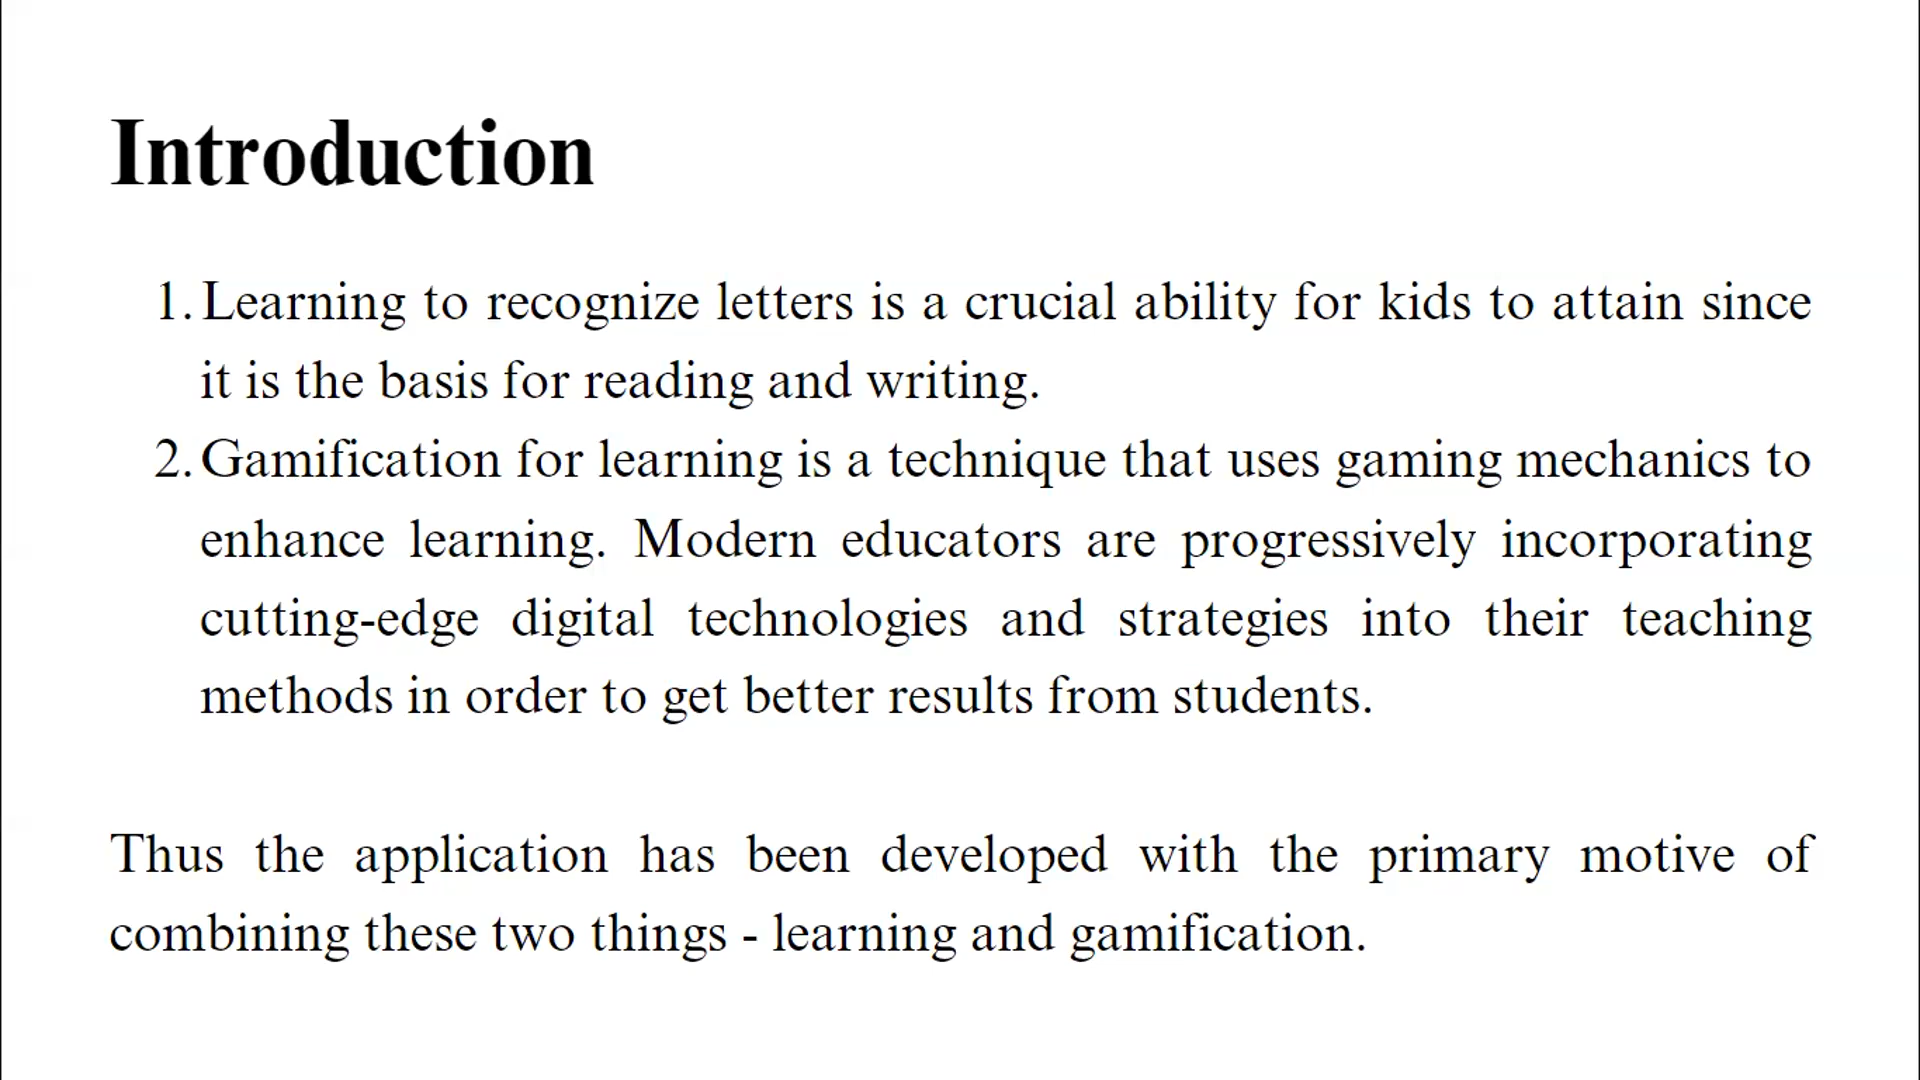 Introduction
1. Learning to recognize letters is a crucial ability for kids to attain since
it is the basis for reading and writing.
2. Gamification for learning is a technique that uses gaming mechanics to
enhance learning. Modern educators are progressively incorporating
cutting-edge digital technologies and strategies into their teaching
methods in order to get better results from students.
Thus the application has been developed with the primary motive of
combining these two things - learning and gamification.